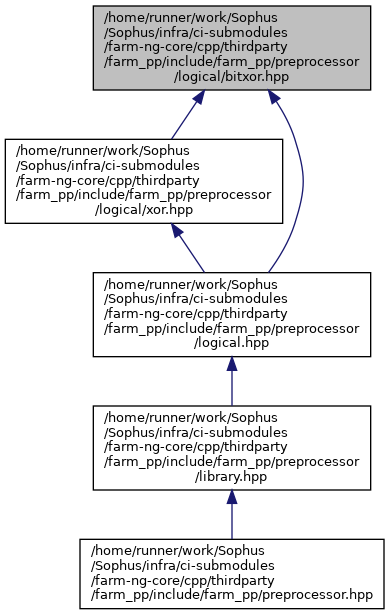 /home/runner/work/Sophus
/Sophus/infra/ci-submodules
/farm-ng-core/cpp/thirdparty
/farm_pp/include/farm_pp/preprocessor
/logical/bitxor.hpp
/home/runner/work/Sophus
/Sophus/infra/ci-submodules
/farm-ng-core/cpp/thirdparty
/farm_pp/include/farm_pp/preprocessor
/logical/xor.hpp
/home/runner/work/Sophus
/Sophus/infra/ci-submodules
/farm-ng-core/cpp/thirdparty
/farm_pp/include/farm_pp/preprocessor
/logical.hpp
/home/runner/work/Sophus
/Sophus/infra/ci-submodules
/farm-ng-core/cpp/thirdparty
/farm_pp/include/farm_pp/preprocessor
/library.hpp
/home/runner/work/Sophus
/Sophus/infra/ci-submodules
/farm-ng-core/cpp/thirdparty
/farm_pp/include/farm_pp/preprocessor.hpp